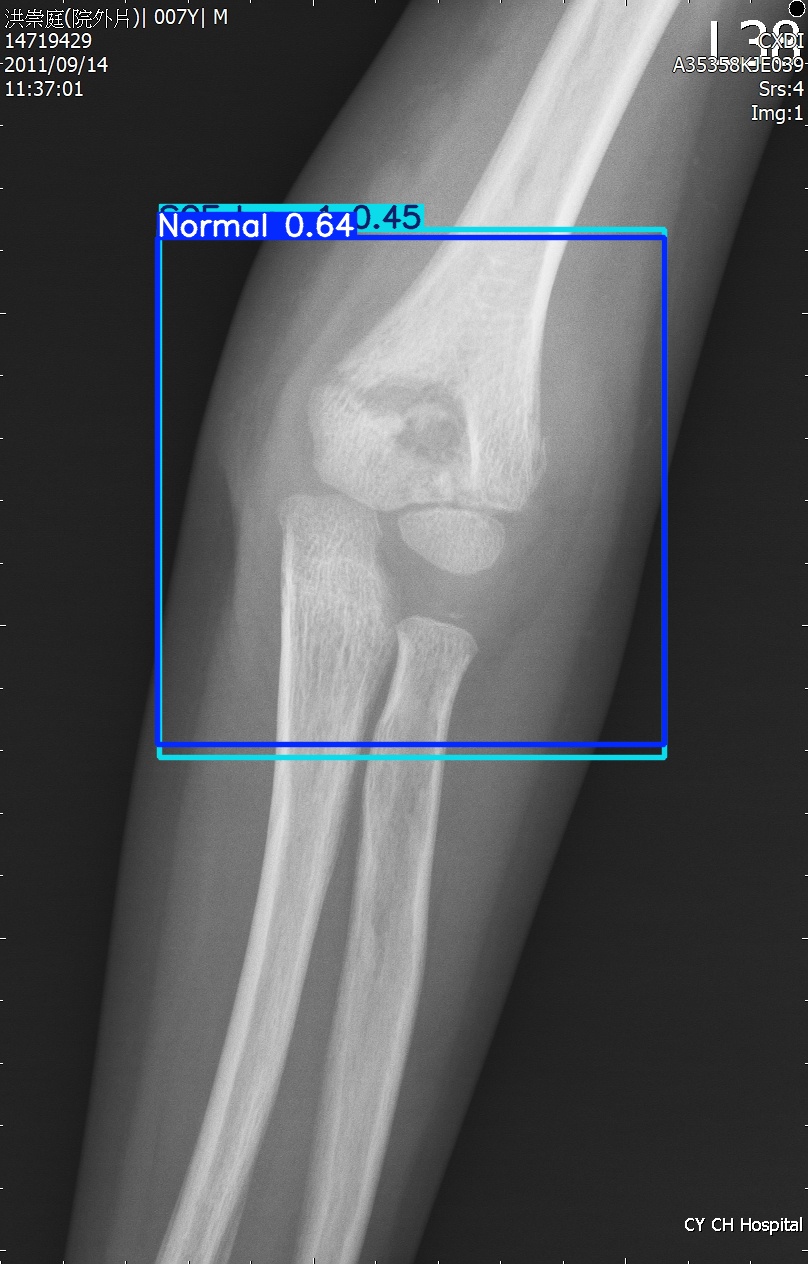 洪崇庭(院外片)| 007Y| M
14719429
2011/09/14
11:37:01
L38
CXDI
A35358KJE039
Srs:4
Img:1
0.45
Normal 0.64
CY CH Hospital